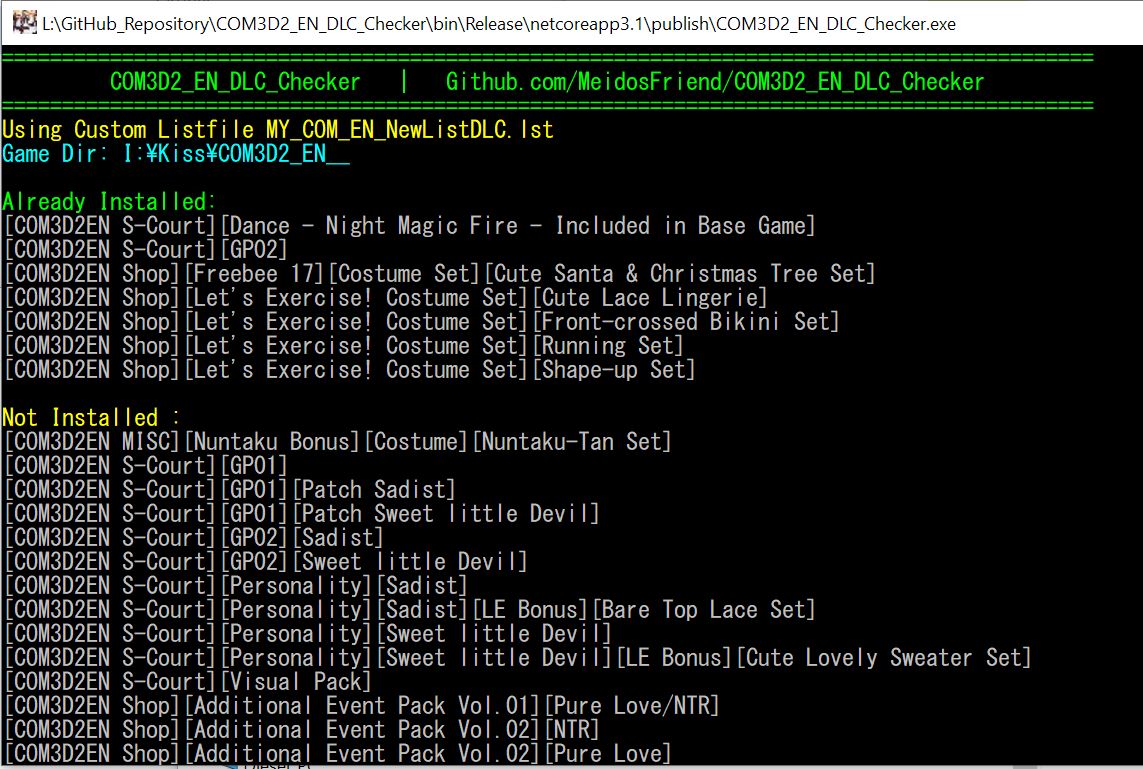 L:\GitHub_Repository\COM3D2_EN_DLC_Checker\bin\Release\netcoreapp3.1\publish\COM3D2_EN_DLC_Checker.exe
===========================================================================================
COM3D2_EN_DLC_Checker | Github.com/MeidosFriend/COM3D2_EN_DLC_Checker
===========================================================================================
Using Custom Listfile MY_COM_EN_NewListDLC.lst
Game Dir: I:¥Kiss¥COM3D2_EN__
Already Installed:
[COM3D2EN S-Court][Dance - Night Magic Fire - Included in Base Game]
[COM3D2EN S-Court][GP02]
[COM3D2EN Shop][Freebee 17][Costume Set][Cute Santa & Christmas Tree Set]
[COM3D2EN Shop][Let's Exercise! Costume Set][Cute Lace Lingerie]
[COM3D2EN Shop][Let's Exercise! Costume Set][Front-crossed Bikini Set]
[COM3D2EN Shop][Let's Exercise! Costume Set][Running Set]
[COM3D2EN Shop][Let's Exercise! Costume Set][Shape-up Set]
Not Installed :
[COM3D2EN MISC][Nuntaku Bonus][Costume][Nuntaku-Tan Set]
[COM3D2EN S-Court][GP01]
[COM3D2EN S-Court][GP01][Patch Sadist]
[COM3D2EN S-Court][GP01][Patch Sweet little Devil]
[COM3D2EN S-Court][GP02][Sadist]
[COM3D2EN S-Court][GP02][Sweet little Devil]
[COM3D2EN S-Court][Personality][Sadist]
[COM3D2EN S-Court][Personality][Sadist][LE Bonus][Bare Top Lace Set]
[COM3D2EN S-Court][Personality][Sweet little Devil]
[COM3D2EN S-Court][Personality][Sweet little Devil][LE Bonus][Cute Lovely Sweater Set]
[COM3D2EN S-Court][Visual Pack]
[COM3D2EN Shop][Additional Event Pack Vol.01][Pure Love/NTR]
[COM3D2EN Shop][Additional Event Pack Vol.02][NTR]
[COM3D2EN Shop][Additional Event Pack Vol.02][Pure Love]